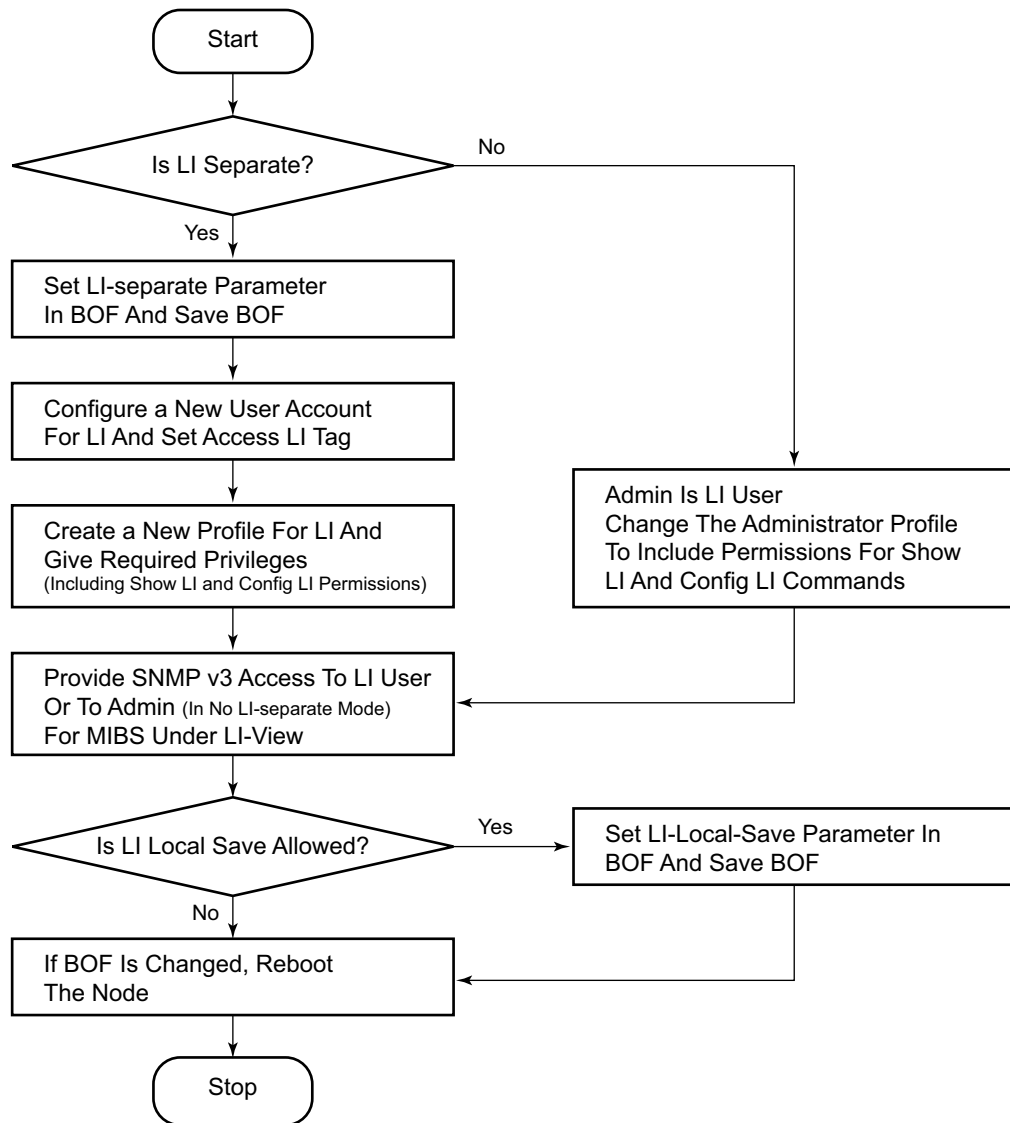 Start
Is LI Separate?
No
Yes
Set LI-separate Parameter
In BOF And Save BOF
Configure a New User Account
For LI And Set Access LI Tag
Create a New Profile For LI And
Give Required Privileges
(Including Show LI and Config LI Permissions)
Admin Is LI User
Change The Administrator Profile
To Include Permissions For Show
LI And Config LI Commands
Provide SNMP v3 Access To LI User
Or To Admin (In No LI-separate Mode)
For MIBS Under LI-View
Is LI Local Save Allowed?
Yes
Set LI-Local-Save Parameter In
BOF And Save BOF
No
If BOF Is Changed, Reboot
The Node
Stop